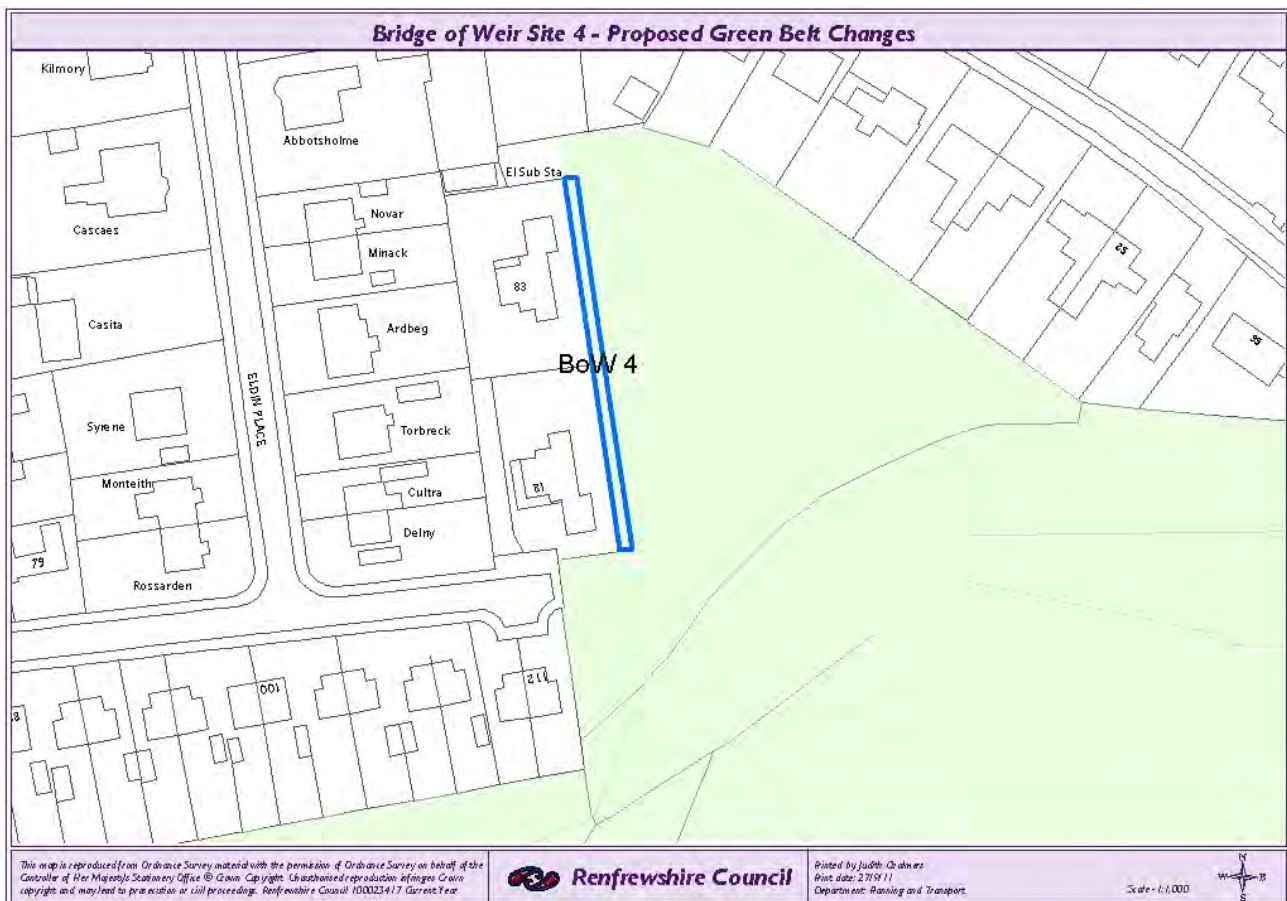 Bridge of Weir Site 4 - Proposed Green Belt Changes
Kilmory
Abbotsholme
El Sub Sta
Cascaes
Novar
Minack
83
25
Casita
Ardbeg
35
BoW 4
ELDIN PLACE
Syrene
Torbreck
Monteith
Cultra
81
Delny
79
Rossarden
100
112
This map is reproduced from Ordnance Survey material with the permission of Ordnance Survey on behalf of the
Controller of Her Majesty's Stationery Office © Crown Copyright. Unauthorised reproduction infringes Crown
copyright and may lead to prosecution or civil proceedings. Renfrewshire Council 100023417 Current Year
Renfrewshire Council
Printed by: Judith Chalmers
Print date: 27/9/11
Department: Planning and Transport
Scale - 1:1,000
N
W
E
S